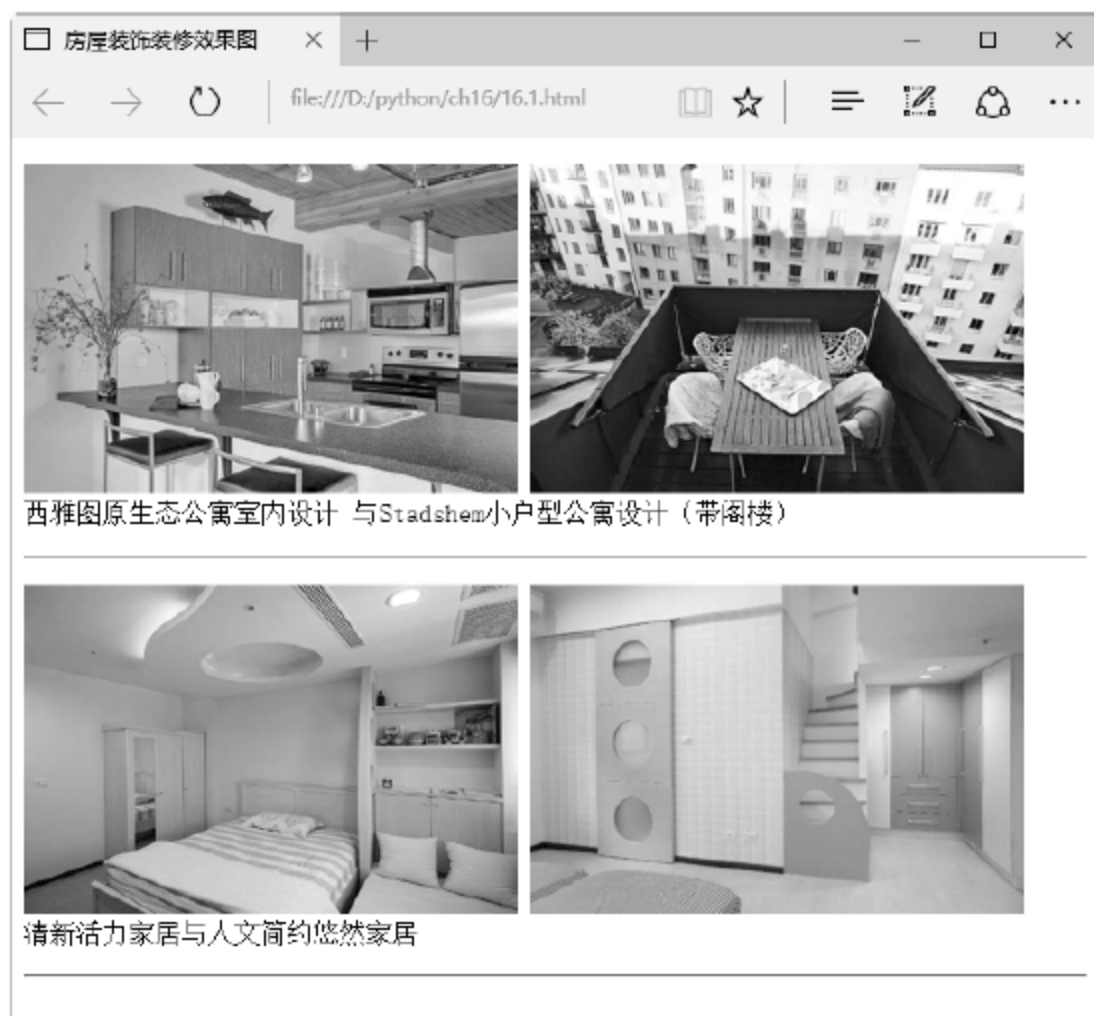 房屋装饰装修效果图
file:///D:/python/ch16/16.1.html
西雅图原生态公寓室内设计 与Stadshem小户型公寓设计（带阁楼）
清新活力家居与人文简约悠然家居